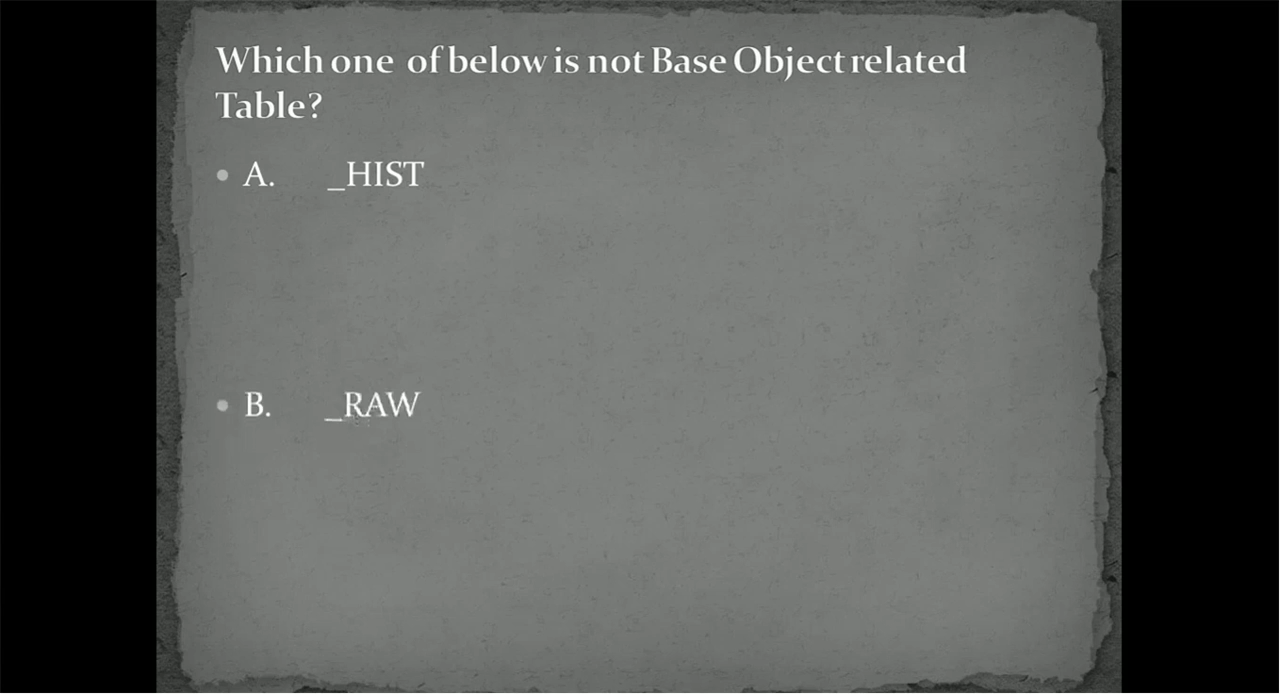 Which one of below is not Base Object related
Table?
• A. _HIST
• B. _RAW